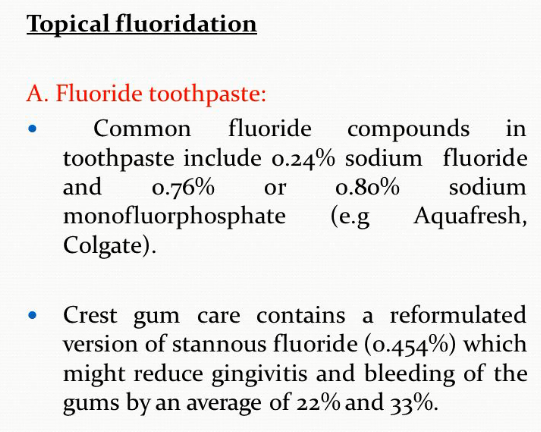 Topical fluoridation
A. Fluoride toothpaste:
• Common fluoride compounds in
toothpaste include 0.24% sodium fluoride
and 0.76% or 0.80% sodium
monofluorphosphate (e.g Aquafresh,
Colgate).
• Crest gum care contains a reformulated
version of stannous fluoride (0.454%) which
might reduce gingivitis and bleeding of the
gums by an average of 22% and 33%.